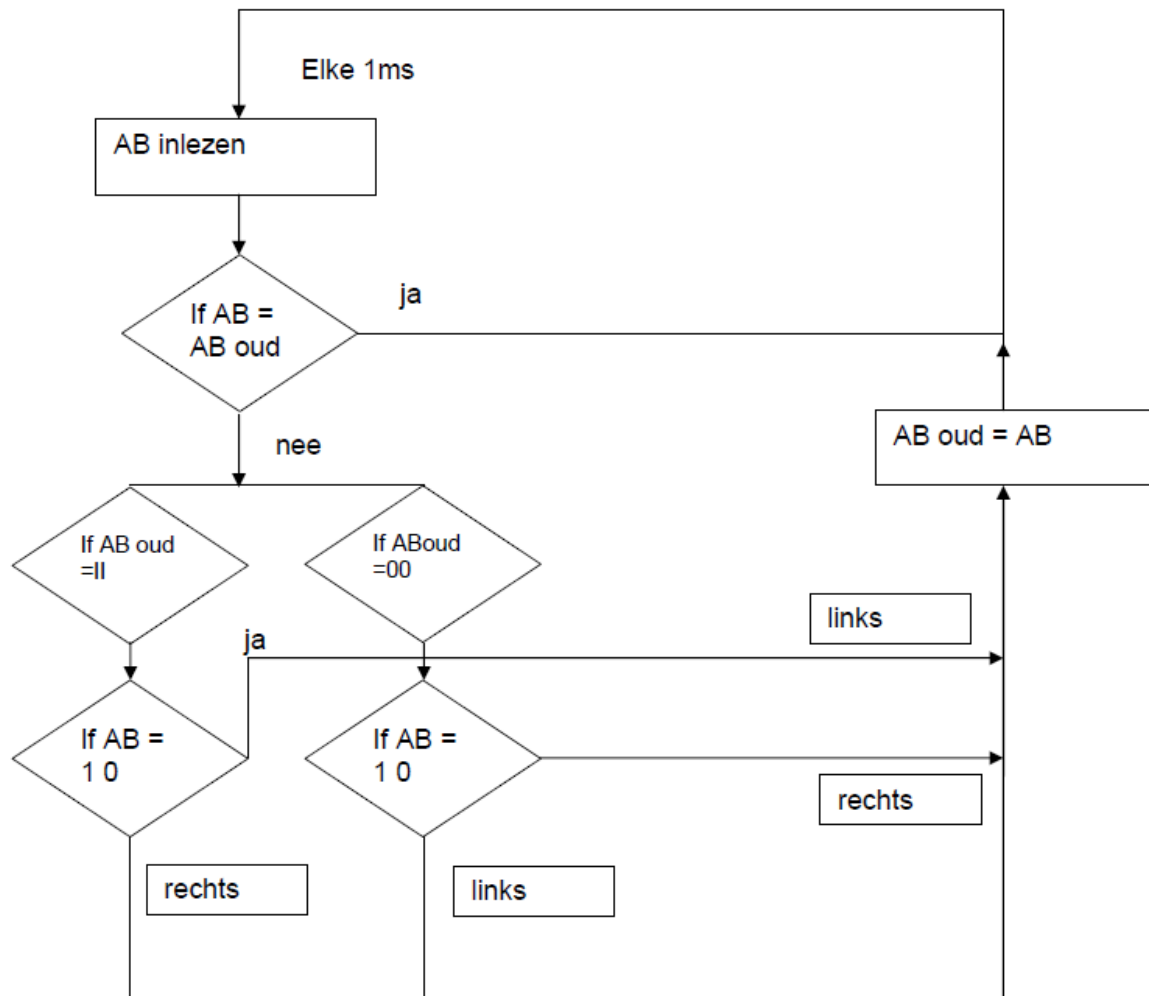 Elke 1ms
AB inlezen
If AB =
AB oud
ja
nee
AB oud = AB
If AB oud
=II
If ABoud
=00
links
ja
If AB =
1 0
If AB =
1 0
rechts
rechts
links